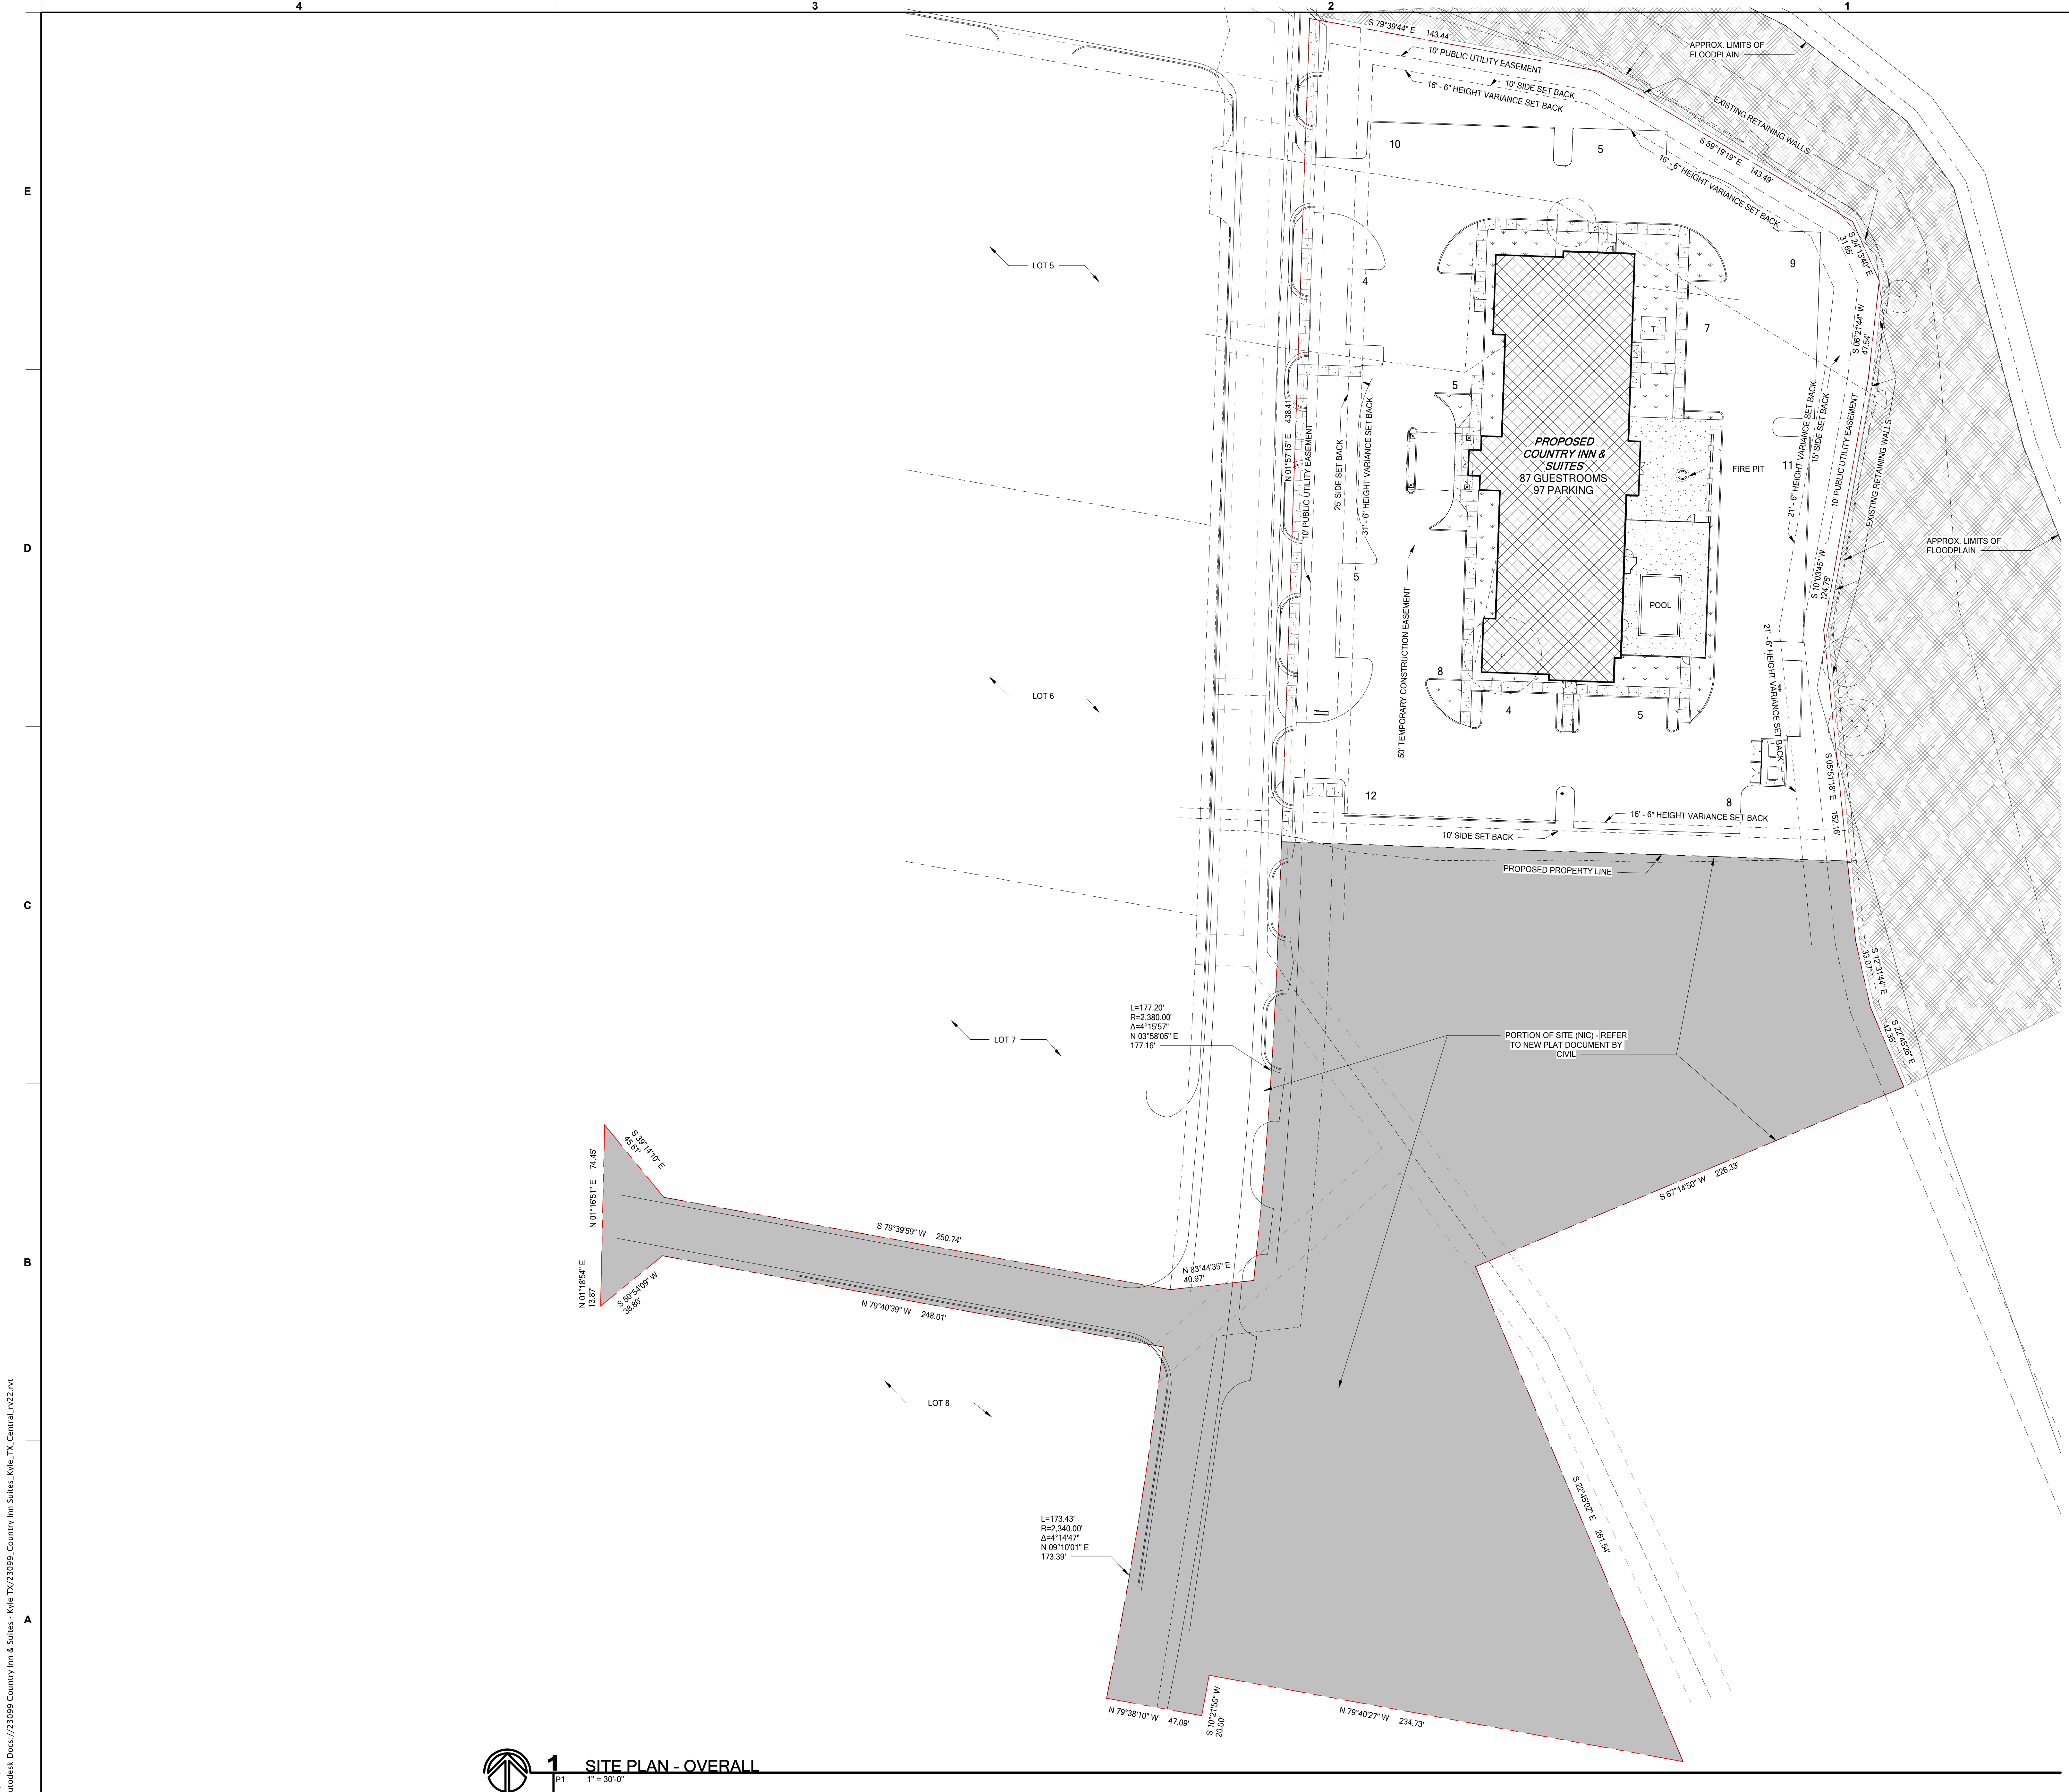 4
3
2
1
E
D
C
B
A
S 79°39'44" E 143.44'
10' PUBLIC UTILITY EASEMENT
10' SIDE SET BACK
16' - 6" HEIGHT VARIANCE SET BACK
APPROX. LIMITS OF
FLOODPLAIN
EXISTING RETAINING WALLS
S 59°19'19" E 143.49'
16' - 6" HEIGHT VARIANCE SET BACK
10
5
S 24°13'40" E
31.65'
9
LOT 5
4
7
T
S 06°21'44" W
47.54'
5
N 01°57'15" E 438.41'
10' PUBLIC UTILITY EASEMENT
25' SIDE SET BACK
31' - 6" HEIGHT VARIANCE SET BACK
PROPOSED
COUNTRY INN &
SUITES
87 GUESTROOMS
97 PARKING
FIRE PIT
11
21' - 6" HEIGHT VARIANCE SET BACK
15' SIDE SET BACK
10' PUBLIC UTILITY EASEMENT
EXISTING RETAINING WALLS
APPROX. LIMITS OF
FLOODPLAIN
S 10°03'45" W
124.75'
5
50' TEMPORARY CONSTRUCTION EASEMENT
POOL
21' - 6" HEIGHT VARIANCE SET BACK
8
LOT 6
4
5
S 05°51'18" E 152.16'
12
8
16' - 6" HEIGHT VARIANCE SET BACK
10' SIDE SET BACK
PROPOSED PROPERTY LINE
S 12°31'44" E
33.07'
L=177.20'
R=2,380.00'
Δ=4°15'57"
N 03°58'05" E
177.16'
LOT 7
PORTION OF SITE (NIC) - REFER
TO NEW PLAT DOCUMENT BY
CIVIL
S 22°45'26" E
42.35'
S 39°14'10" E
45.61'
N 01°16'51" E 74.45'
S 67°14'50" W 226.33'
S 79°39'59" W 250.74'
N 83°44'35" E
40.97'
N 01°18'54" E
13.87'
S 50°54'09" W
38.86'
N 79°40'39" W 248.01'
LOT 8
S 22°45'02" E 261.54'
L=173.43'
R=2,340.00'
Δ=4°14'47"
N 09°10'01" E
173.39'
N 79°38'10" W 47.09'
S 10°21'50" W
20.00'
N 79°40'27" W 234.73'
1
SITE PLAN - OVERALL
P1
1" = 30'-0"
utodesk Docs://23099 Country Inn & Suites - Kyle TX/23099_Country Inn Suites_Kyle_TX_Central_rv22.rvt